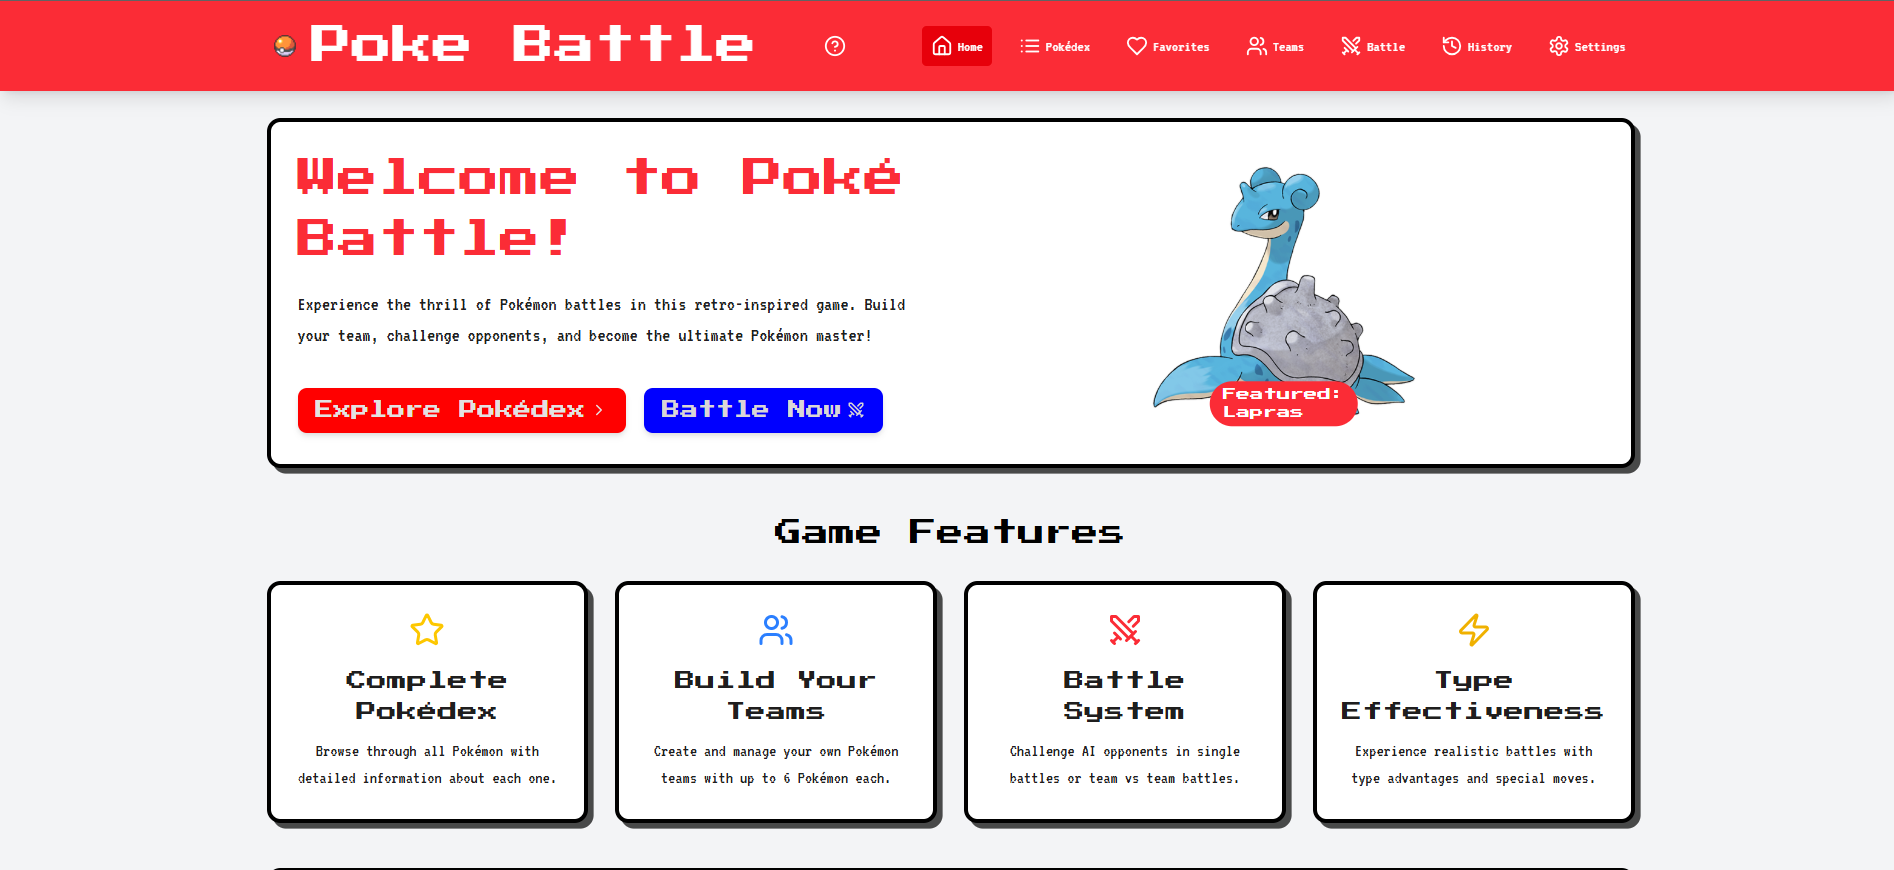 Poke Battle
Home
Pokédex
Favorites
Teams
Battle
History
Settings
Welcome to Poké
Battle!
Experience the thrill of Pokémon battles in this retro-inspired game. Build
your team, challenge opponents, and become the ultimate Pokémon master!
Explore Pokédex
Battle Now
Featured:
Lapras
Game Features
Complete
Pokédex
Browse through all Pokémon with
detailed information about each one.
Build Your
Teams
Create and manage your own Pokémon
teams with up to 6 Pokémon each.
Battle
System
Challenge AI opponents in single
battles or team vs team battles.
Type
Effectiveness
Experience realistic battles with
type advantages and special moves.